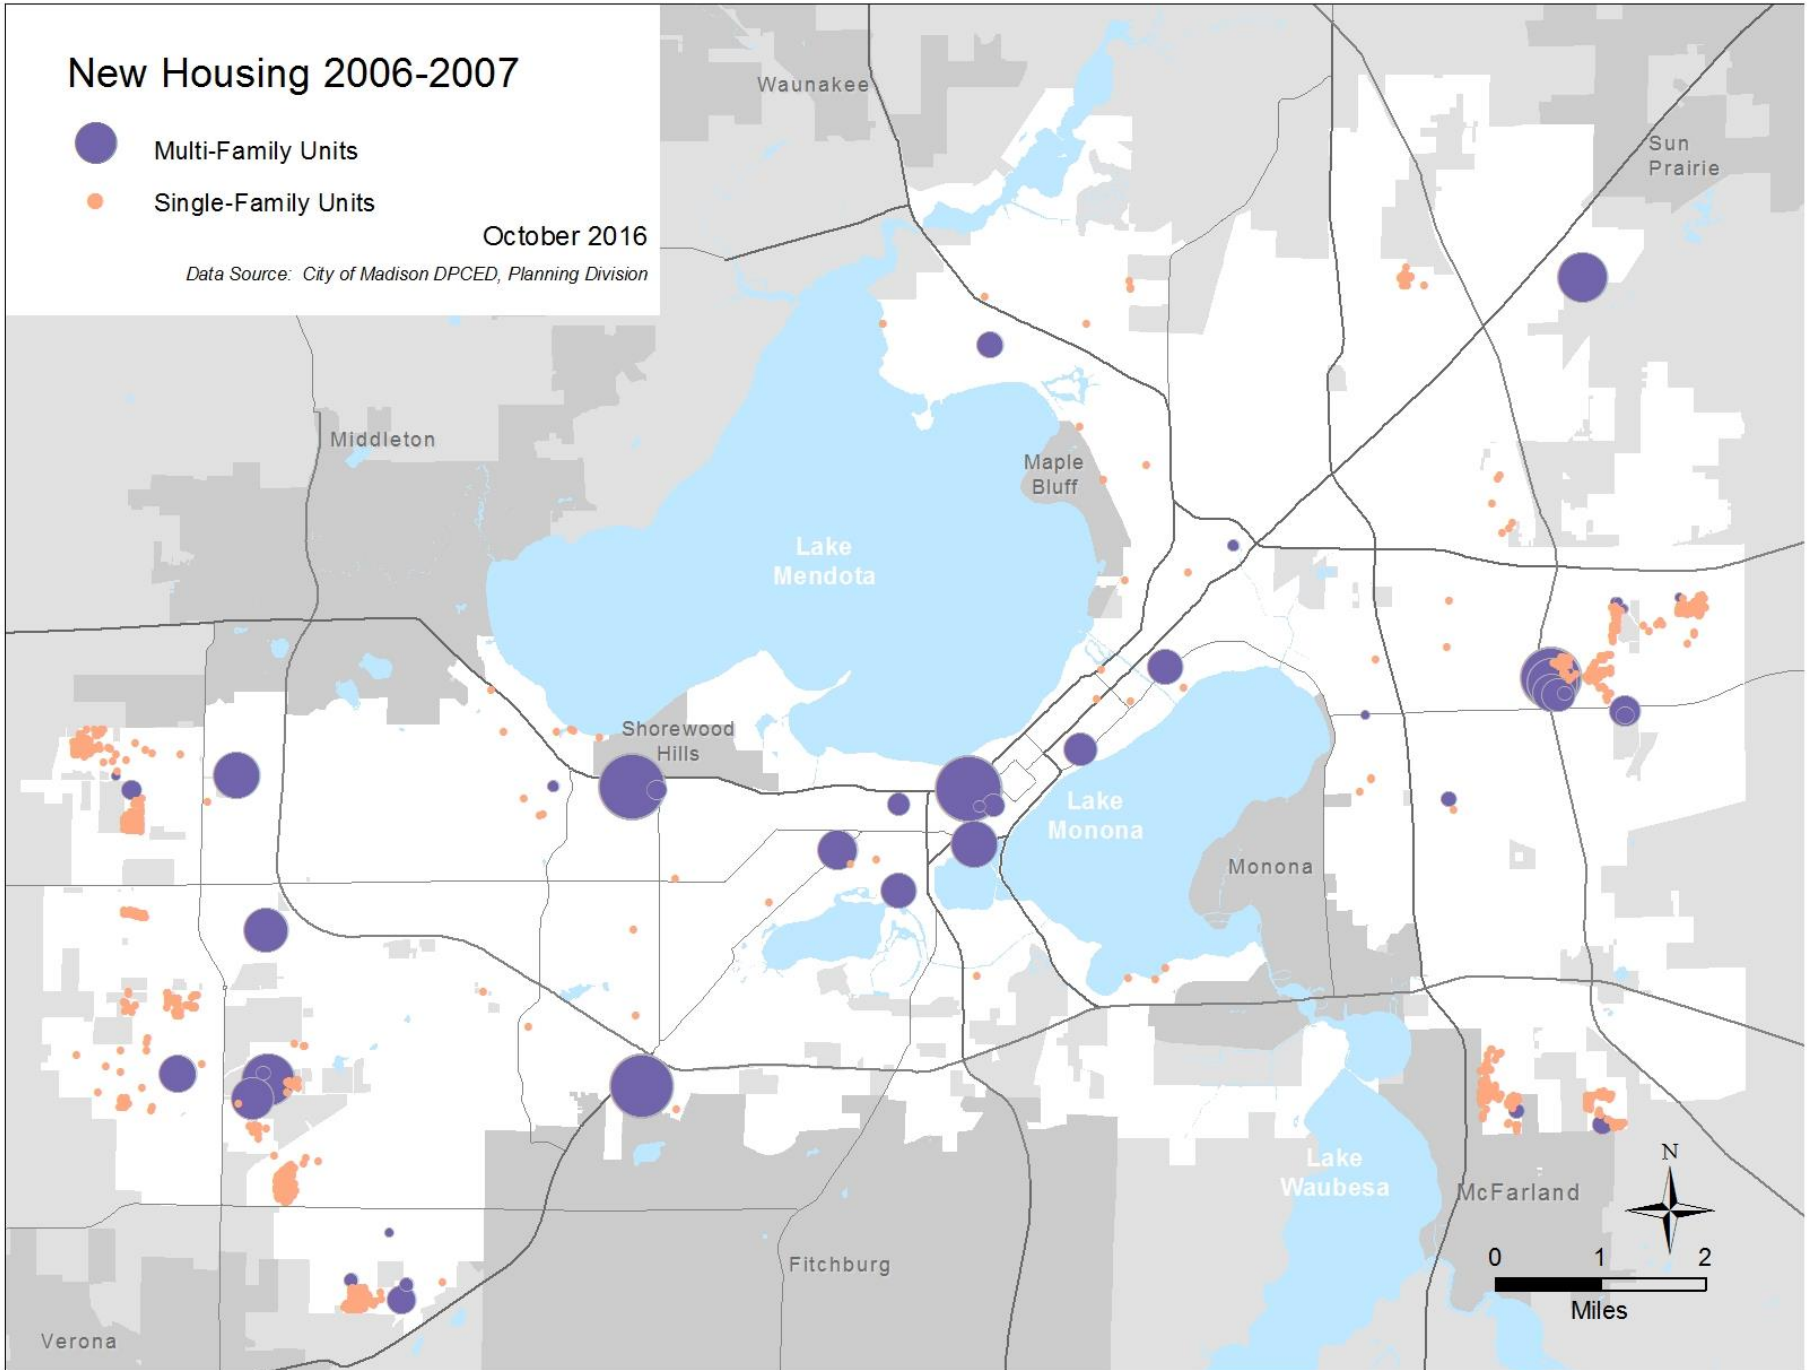 New Housing 2006-2007
Multi-Family Units
Single-Family Units
October 2016
Data Source:  City of Madison DPCED, Planning Division
Waunakee
Sun
Prairie
Middleton
Maple
Bluff
Lake
Mendota
Shorewood
Hills
Lake
Monona
Monona
N
Lake
Waubesa
McFarland
Fitchburg
0 1 2
Miles
Verona